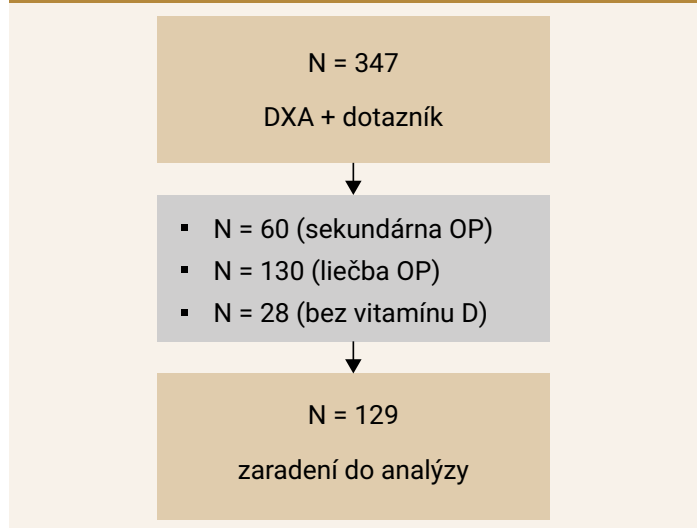 N = 347
DXA + dotazník
▪ N = 60 (sekundárna OP)
▪ N = 130 (liečba OP)
▪ N = 28 (bez vitamínu D)
N = 129
zaradení do analýzy